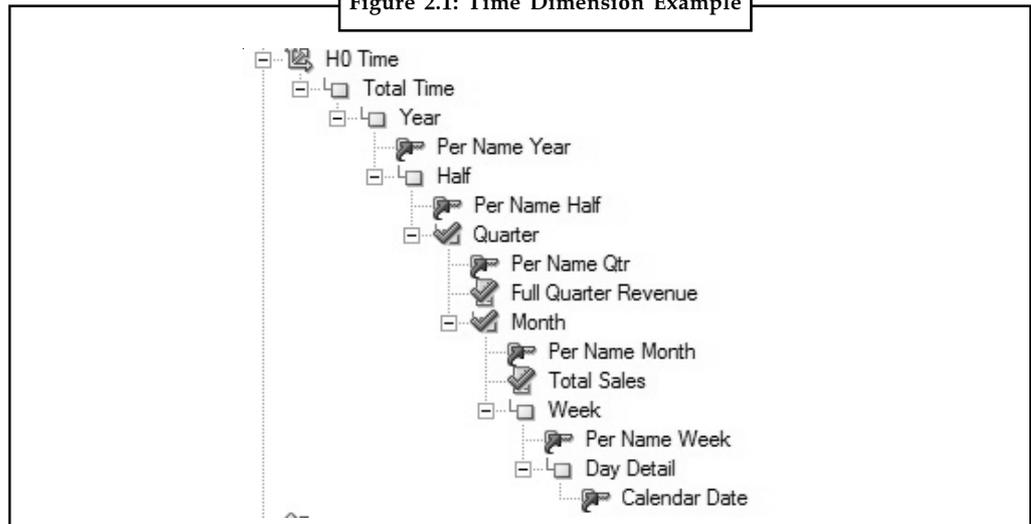 Figure 2.1: Time Dimension Example
H0 Time
Total Time
Year
Per Name Year
Half
Per Name Half
Quarter
Per Name Qtr
Full Quarter Revenue
Month
Per Name Month
Total Sales
Week
Per Name Week
Day Detail
Calendar Date